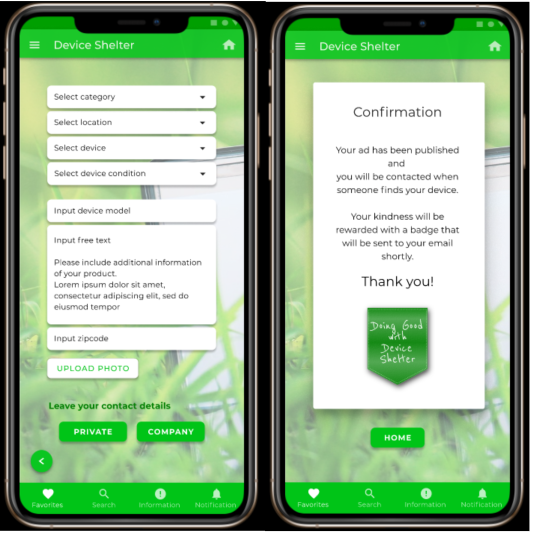 Device Shelter
Select category
Select location
Select device
Select device condition
Input device model
Input free text
Please include additional information
of your product.
Lorem ipsum dolor sit amet,
consectetur adipiscing elit, sed do
eiusmod tempor
Input zipcode
UPLOAD PHOTO
Leave your contact details
PRIVATE
COMPANY
Favorites
Search
Information
Notification
Device Shelter
Confirmation
Your ad has been published
and
you will be contacted when
someone finds your device.
Your kindness will be
rewarded with a badge that
will be sent to your email
shortly.
Thank you!
Doing Good
with
Device
Shelter
HOME
Favorites
Search
Information
Notification